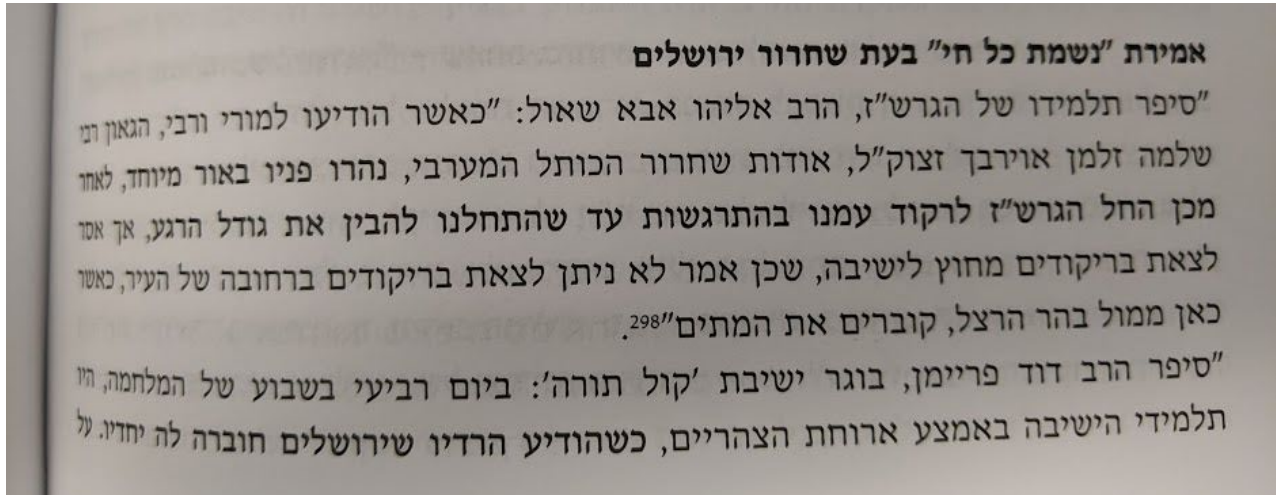 אמירת "נשמת כל חי" בעת שחרור ירושלים
"סיפר תלמידו של הגרש"ז, הרב אליהו אבא שאול: "כאשר הודיעו למורי ורבי, הגאון רבי
שלמה זלמן אוירבך זצוק"ל, אודות שחרור הכותל המערבי, נהרו פניו באור מיוחד, לאחר
מכן החל הגרש"ז לרקוד עמנו בהתרגשות עד שהתחלנו להבין את גודל הרגע, אך אסר
לצאת בריקודים מחוץ לישיבה, שכן אמר לא ניתן לצאת בריקודים ברחובה של העיר, כאשר
כאן ממול בהר הרצל, קוברים את המתים"298.
"סיפר הרב דוד פריימן, בוגר ישיבת 'קול תורה': ביום רביעי בשבוע של המלחמה, היו
תלמידי הישיבה באמצע ארוחת הצהריים, כשהודיע הרדיו שירושלים חוברה לה יחדיו. על